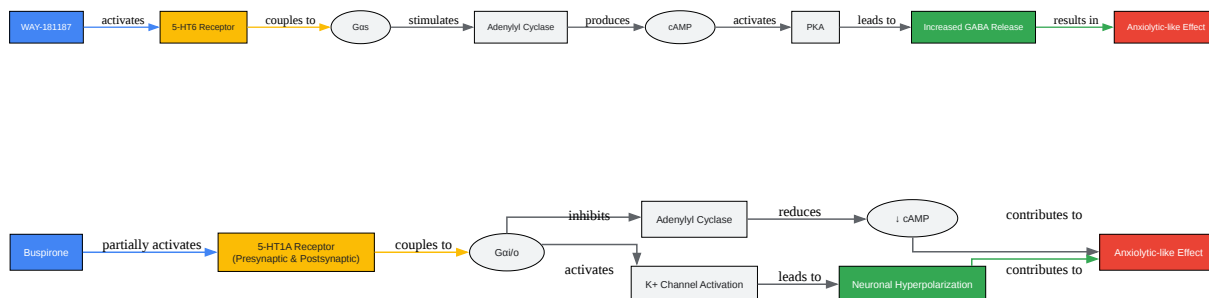 WAY-181187
activates
5-HT6 Receptor
couples to
Gαs
stimulates
Adenylyl Cyclase
produces
cAMP
activates
PKA
leads to
Increased GABA Release
results in
Anxiolytic-like Effect
Buspirone
partially activates
5-HT1A Receptor
(Presynaptic & Postsynaptic)
couples to
Gαi/o
inhibits
Adenylyl Cyclase
reduces
↓ cAMP
contributes to
activates
K+ Channel Activation
leads to
Neuronal Hyperpolarization
contributes to
Anxiolytic-like Effect